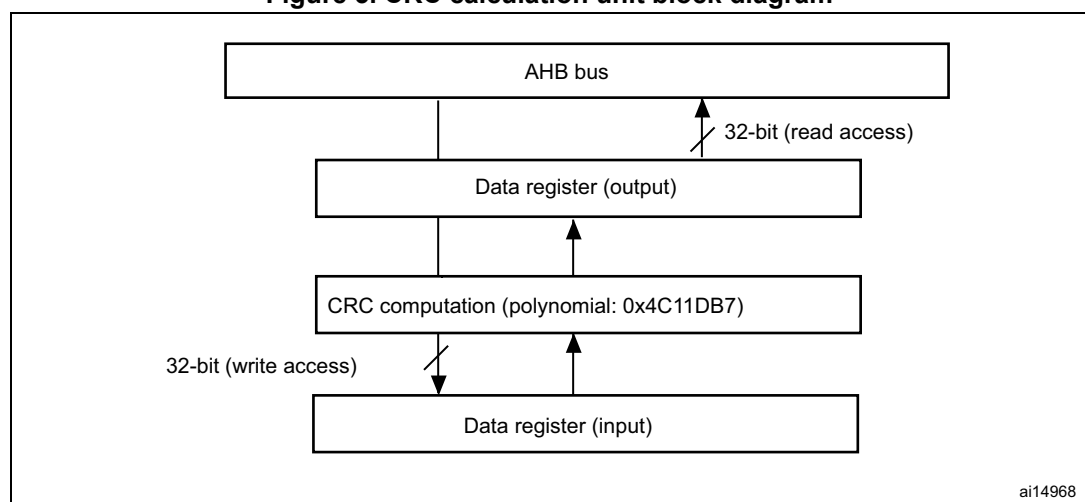 Figure 5. CRC calculation unit block diagram
AHB bus
32-bit (read access)
Data register (output)
CRC computation (polynomial: 0x4C11DB7)
32-bit (write access)
Data register (input)
ai14968